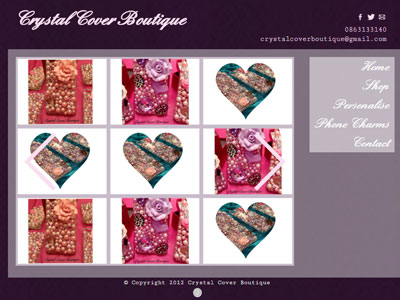 Crystal Cover Boutique
0863133140
crystalcoverboutique@gmail.com
Home
Shop
Personalise
Phone Charms
Contact
© Copyright 2012 Crystal Cover Boutique